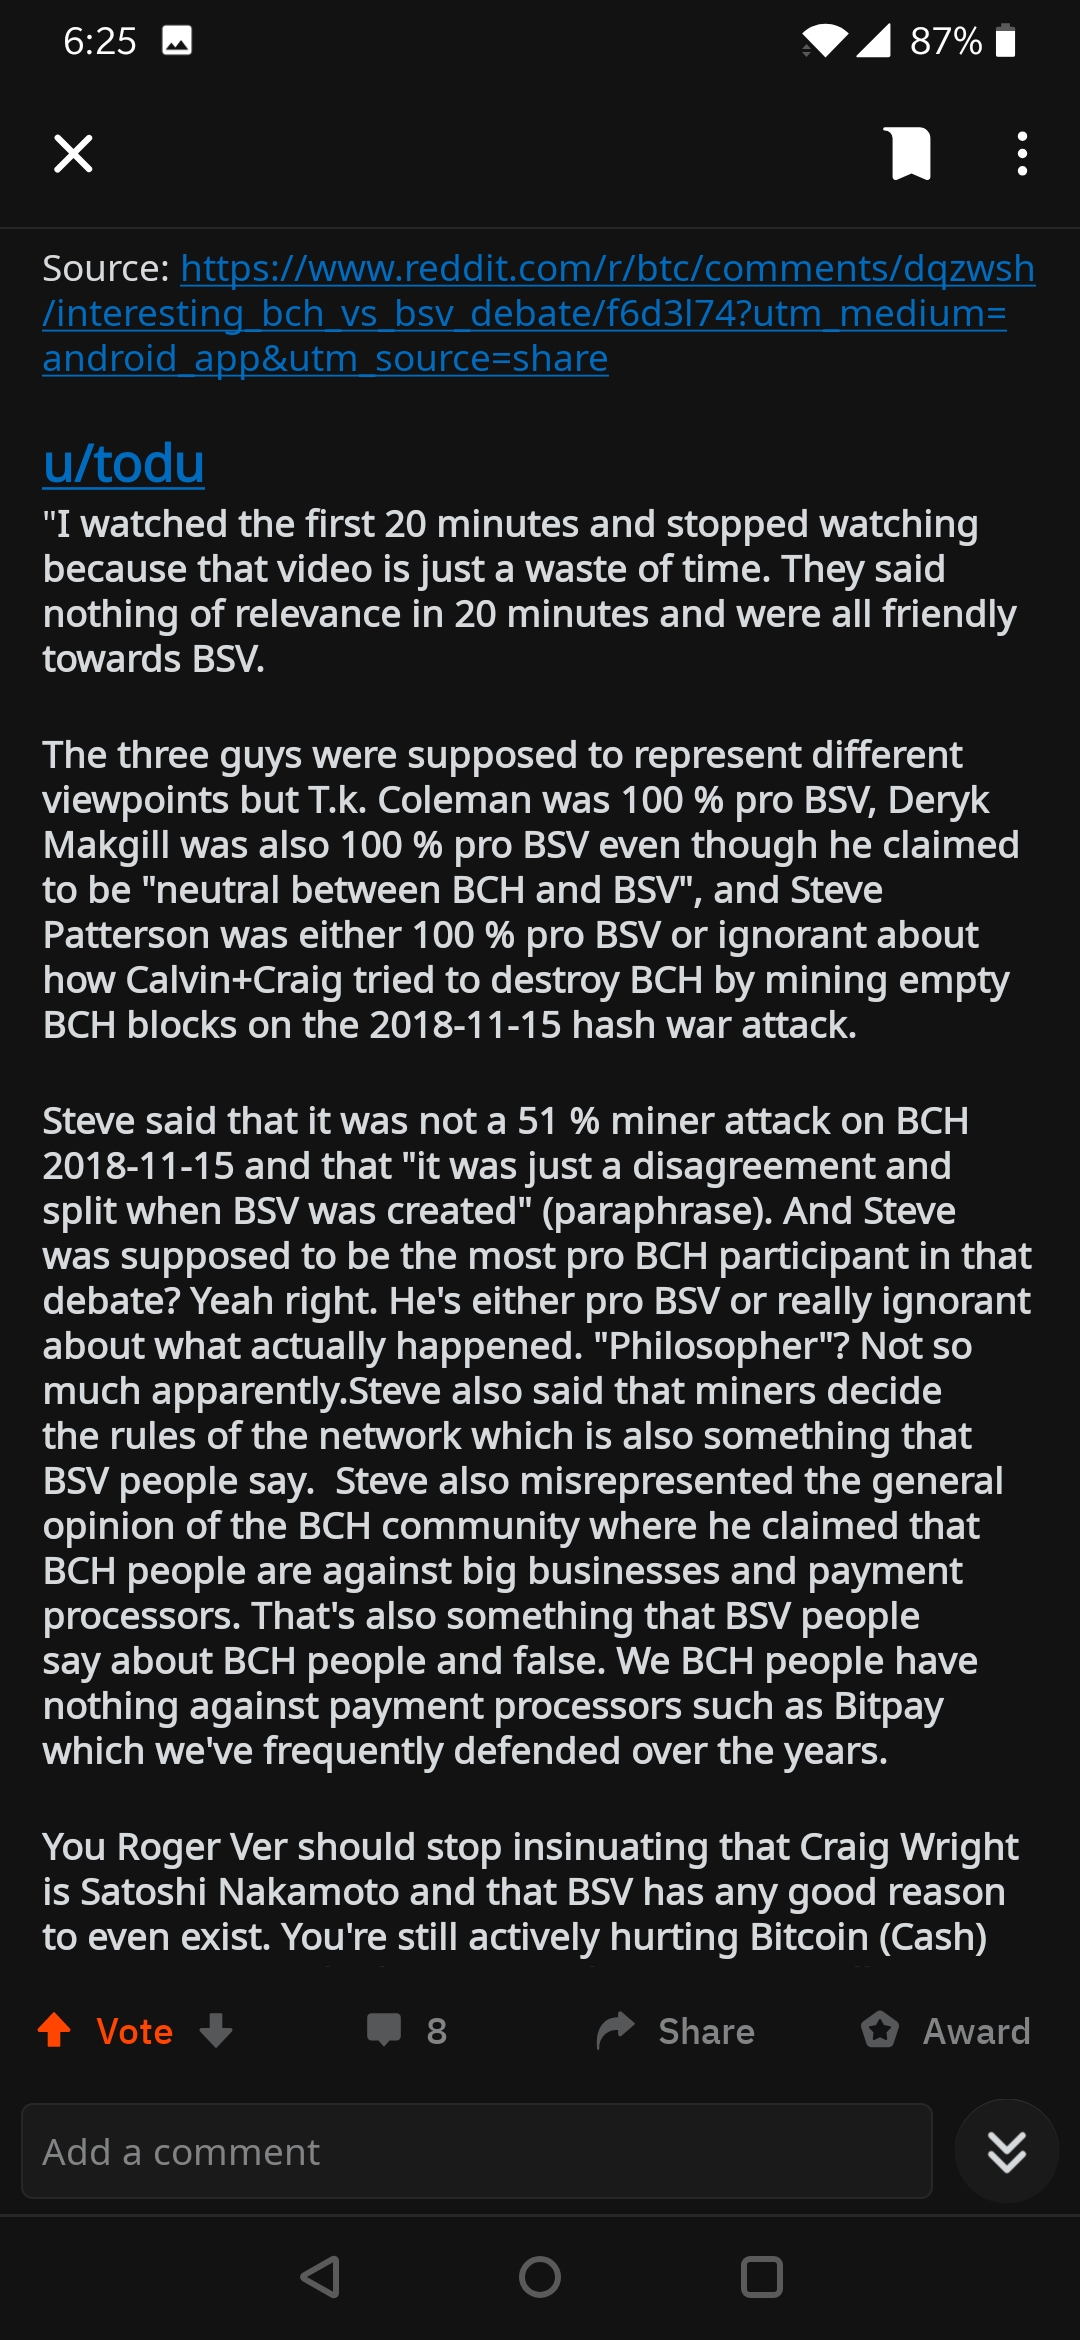 6:25
87%
Source: https://www.reddit.com/r/btc/comments/dqzwsh
/interesting_bch_vs_bsv_debate/f6d3l74?utm_medium=
android_app&utm_source=share
u/todu
"I watched the first 20 minutes and stopped watching
because that video is just a waste of time. They said
nothing of relevance in 20 minutes and were all friendly
towards BSV.
The three guys were supposed to represent different
viewpoints but T.k. Coleman was 100 % pro BSV, Deryk
Makgill was also 100 % pro BSV even though he claimed
to be "neutral between BCH and BSV", and Steve
Patterson was either 100 % pro BSV or ignorant about
how Calvin+Craig tried to destroy BCH by mining empty
BCH blocks on the 2018-11-15 hash war attack.
Steve said that it was not a 51 % miner attack on BCH
2018-11-15 and that "it was just a disagreement and
split when BSV was created" (paraphrase). And Steve
was supposed to be the most pro BCH participant in that
debate? Yeah right. He's either pro BSV or really ignorant
about what actually happened. "Philosopher"? Not so
much apparently.Steve also said that miners decide
the rules of the network which is also something that
BSV people say.  Steve also misrepresented the general
opinion of the BCH community where he claimed that
BCH people are against big businesses and payment
processors. That's also something that BSV people
say about BCH people and false. We BCH people have
nothing against payment processors such as Bitpay
which we've frequently defended over the years.
You Roger Ver should stop insinuating that Craig Wright
is Satoshi Nakamoto and that BSV has any good reason
to even exist. You're still actively hurting Bitcoin (Cash)
Vote
8
Share
Award
Add a comment